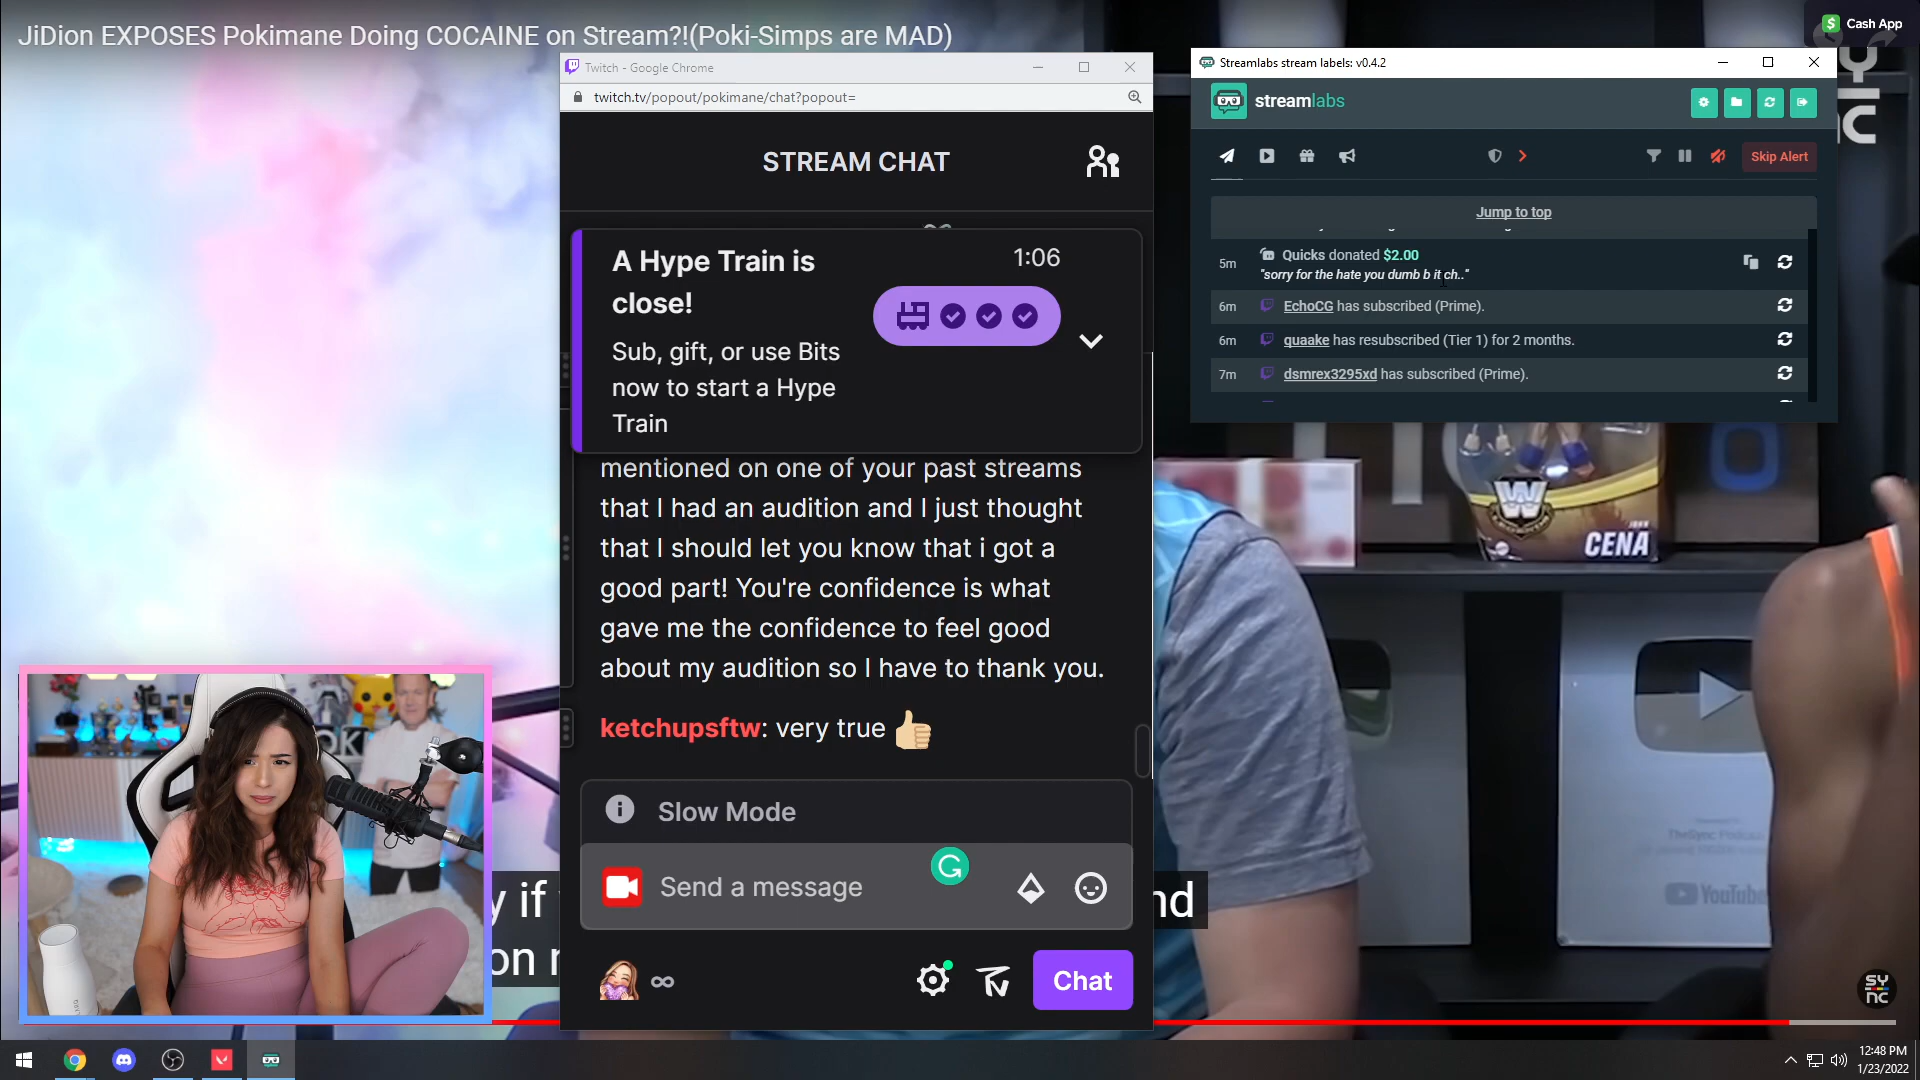 JiDion EXPOSES Pokimane Doing COCAINE on Stream?!(Poki-Simps are MAD)
Cash App
Twitch - Google Chrome
twitch.tv/popout/pokimane/chat?popout=
STREAM CHAT
A Hype Train is
close!
1:06
Sub, gift, or use Bits
now to start a Hype
Train
mentioned on one of your past streams
that I had an audition and I just thought
that I should let you know that i got a
good part! You're confidence is what
gave me the confidence to feel good
about my audition so I have to thank you.
ketchupsftw: very true
Slow Mode
Send a message
Chat
Streamlabs stream labels: v0.4.2
streamlabs
Skip Alert
Jump to top
5m Quicks donated $2.00
"sorry for the hate you dumb b it ch.."
6m EchoCG has subscribed (Prime).
6m quaake has resubscribed (Tier 1) for 2 months.
7m dsmrex3295xd has subscribed (Prime).
CENA
YouTube
y if
nd
on
SY
NC
12:48 PM
1/23/2022